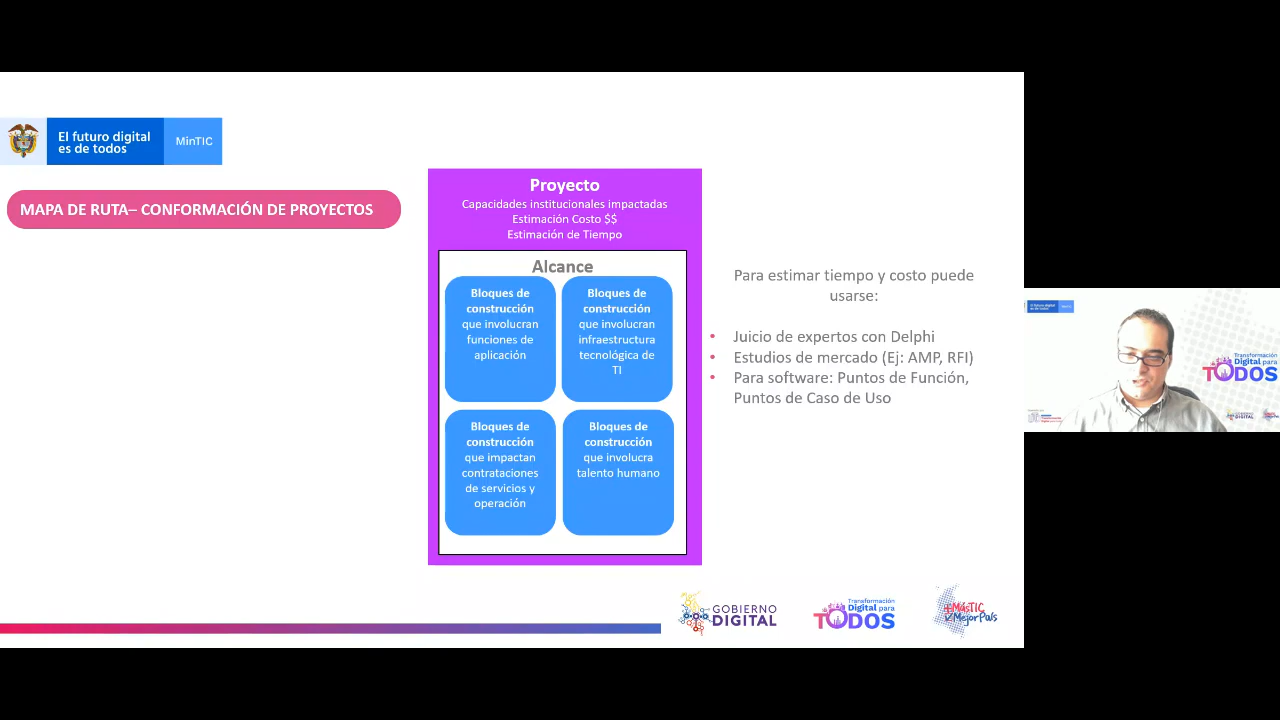 El futuro digital
es de todos
MinTIC
MAPA DE RUTA– CONFORMACIÓN DE PROYECTOS
Proyecto
Capacidades institucionales impactadas
Estimación Costo $$
Estimación de Tiempo
Alcance
Bloques de
construcción
que involucran
funciones de
aplicación
Bloques de
construcción
que involucran
infraestructura
tecnológica de
TI
Bloques de
construcción
que impactan
contrataciones
de servicios y
operación
Bloques de
construcción
que involucra
talento humano
Para estimar tiempo y costo puede
usarse:
• Juicio de expertos con Delphi
• Estudios de mercado (Ej: AMP, RFI)
• Para software: Puntos de Función,
Puntos de Caso de Uso
GOBIERNO
DIGITAL
Transformación
Digital para
TODOS
+MásTIC
MejorPaís
Transformación
Digital para
TODOS
GOBIERNO
DIGITAL